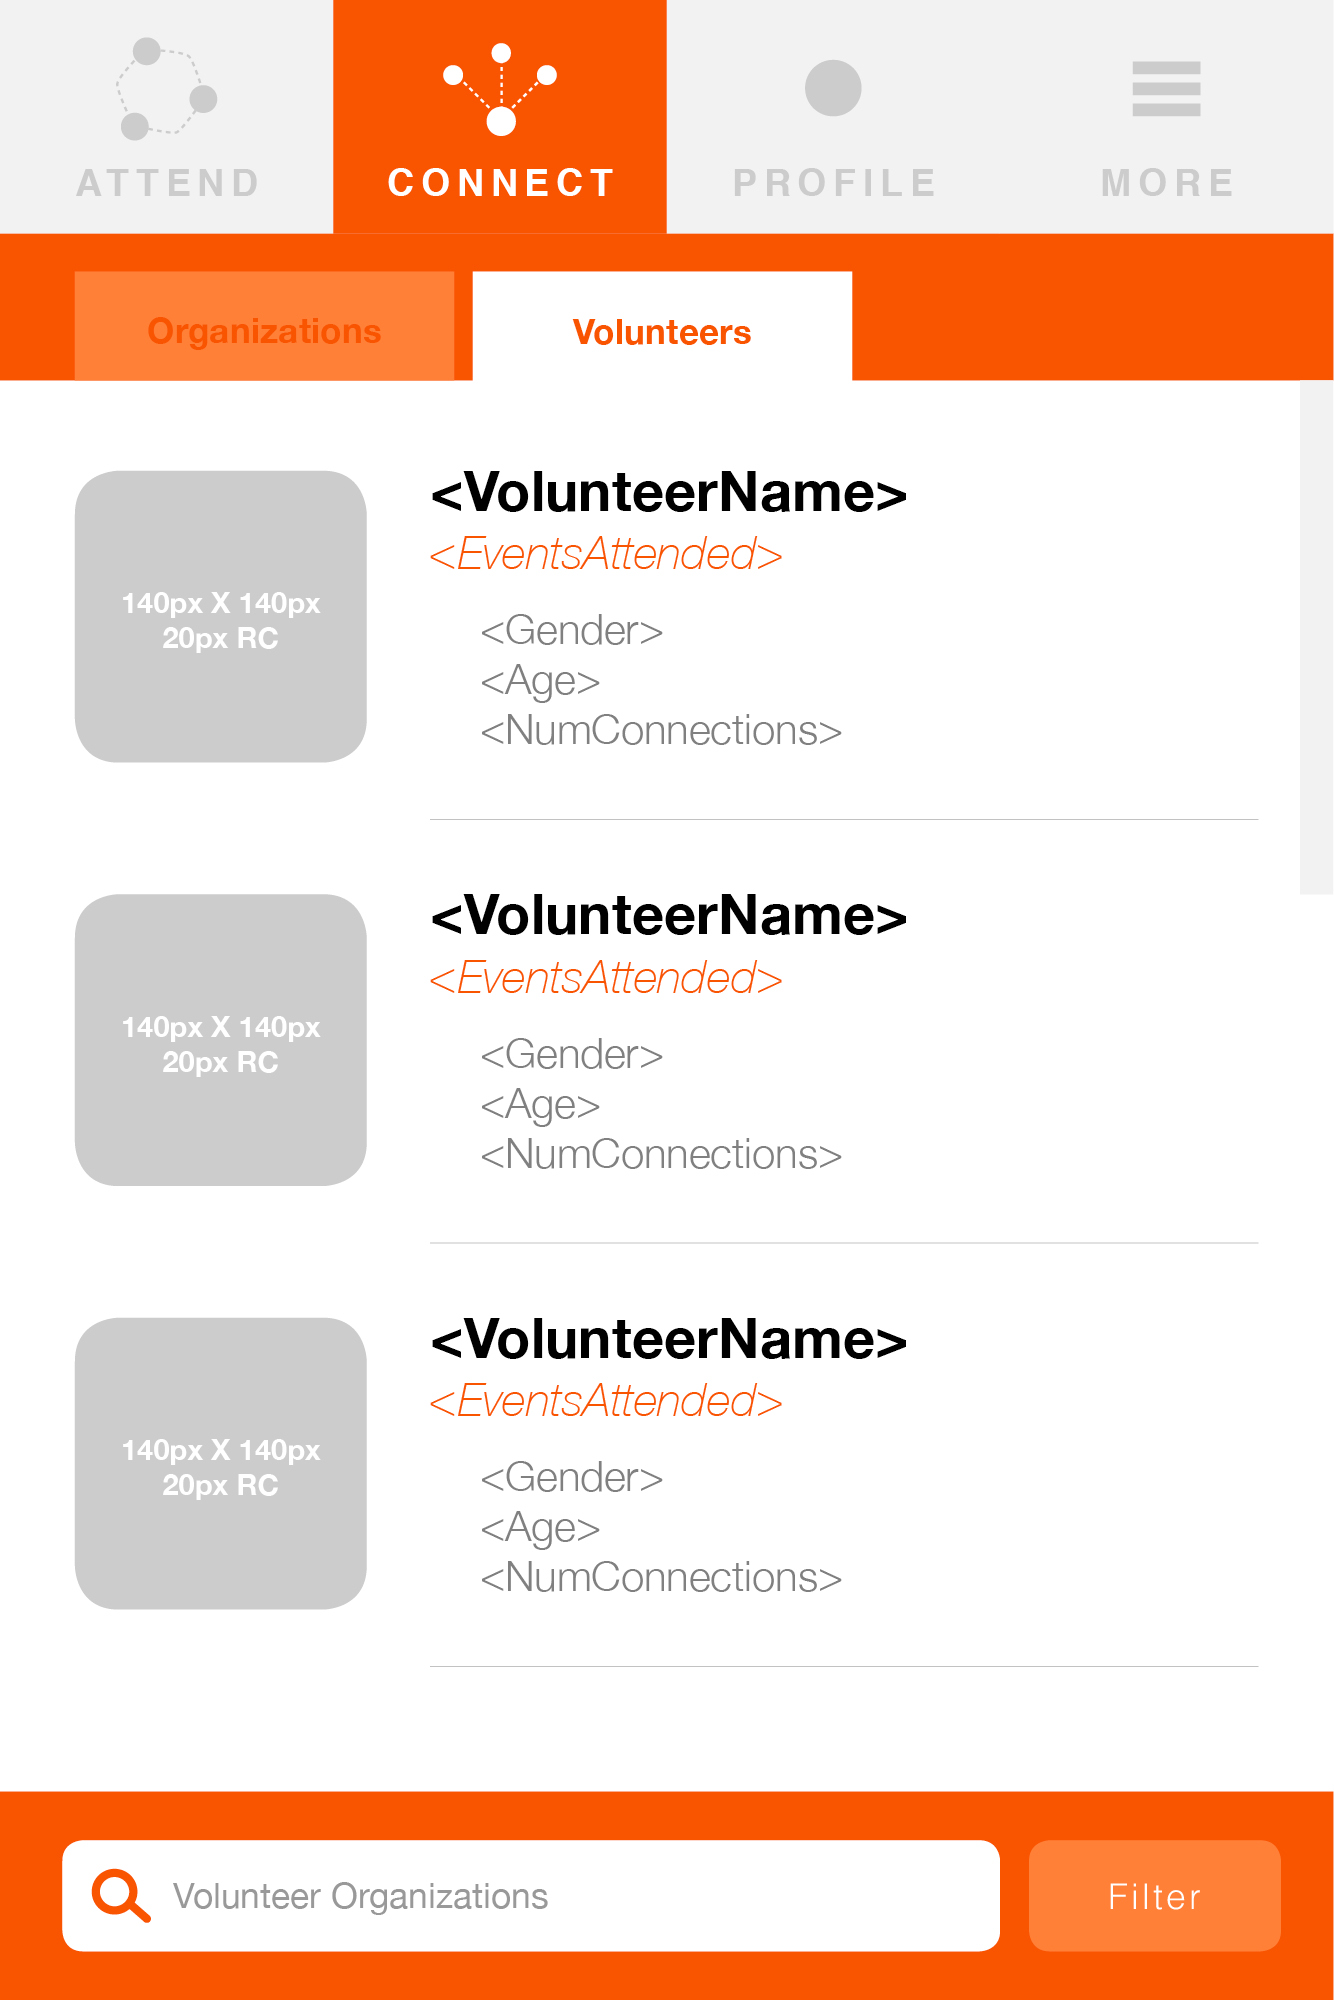 ATTEND CONNECT PROFILE MORE
Organizations Volunteers
<VolunteerName>
<EventsAttended>
140px X 140px
20px RC
<Gender>
<Age>
<NumConnections>
<VolunteerName>
<EventsAttended>
140px X 140px
20px RC
<Gender>
<Age>
<NumConnections>
<VolunteerName>
<EventsAttended>
140px X 140px
20px RC
<Gender>
<Age>
<NumConnections>
Volunteer Organizations Filter